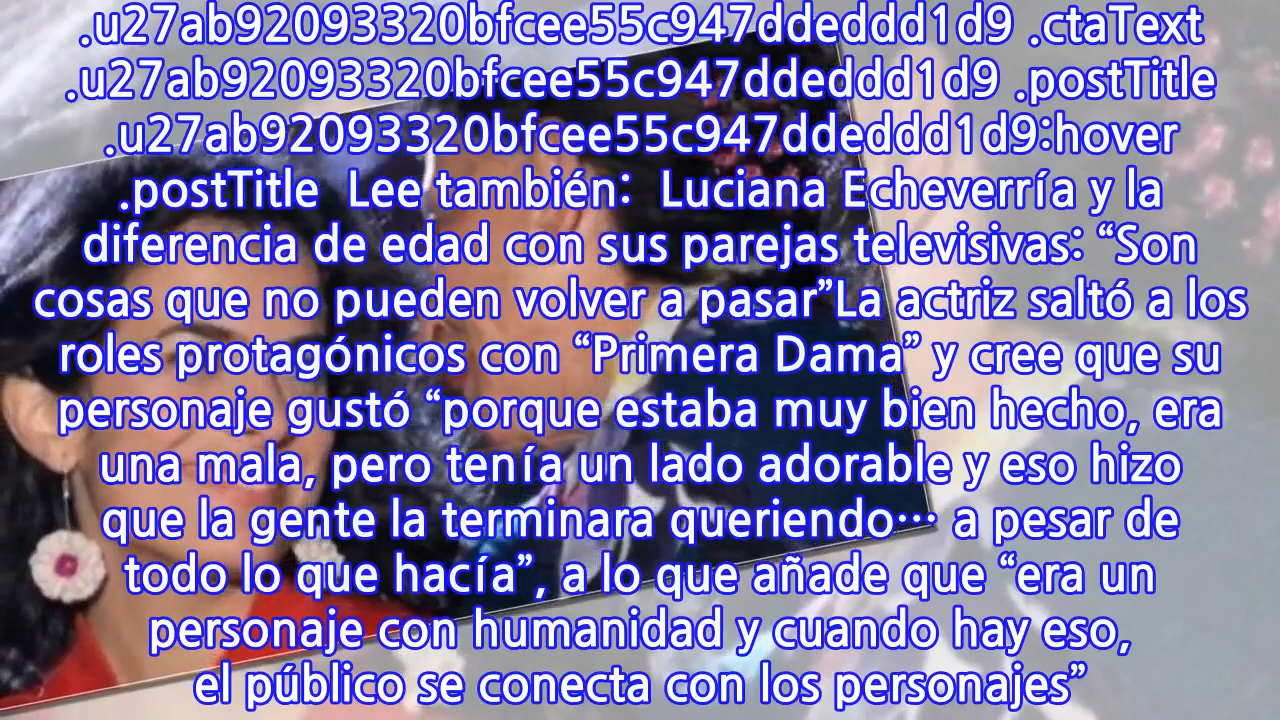 .u27ab92093320bfcee55c947ddeddd1d9 .ctaText
.u27ab92093320bfcee55c947ddeddd1d9 .postTitle
.u27ab92093320bfcee55c947ddeddd1d9:hover
.postTitle  Lee también:  Luciana Echeverría y la
diferencia de edad con sus parejas televisivas: “Son
cosas que no pueden volver a pasar”La actriz saltó a los
roles protagónicos con “Primera Dama” y cree que su
personaje gustó “porque estaba muy bien hecho, era
una mala, pero tenía un lado adorable y eso hizo
que la gente la terminara queriendo… a pesar de
todo lo que hacía”, a lo que añade que “era un
personaje con humanidad y cuando hay eso,
el público se conecta con los personajes”